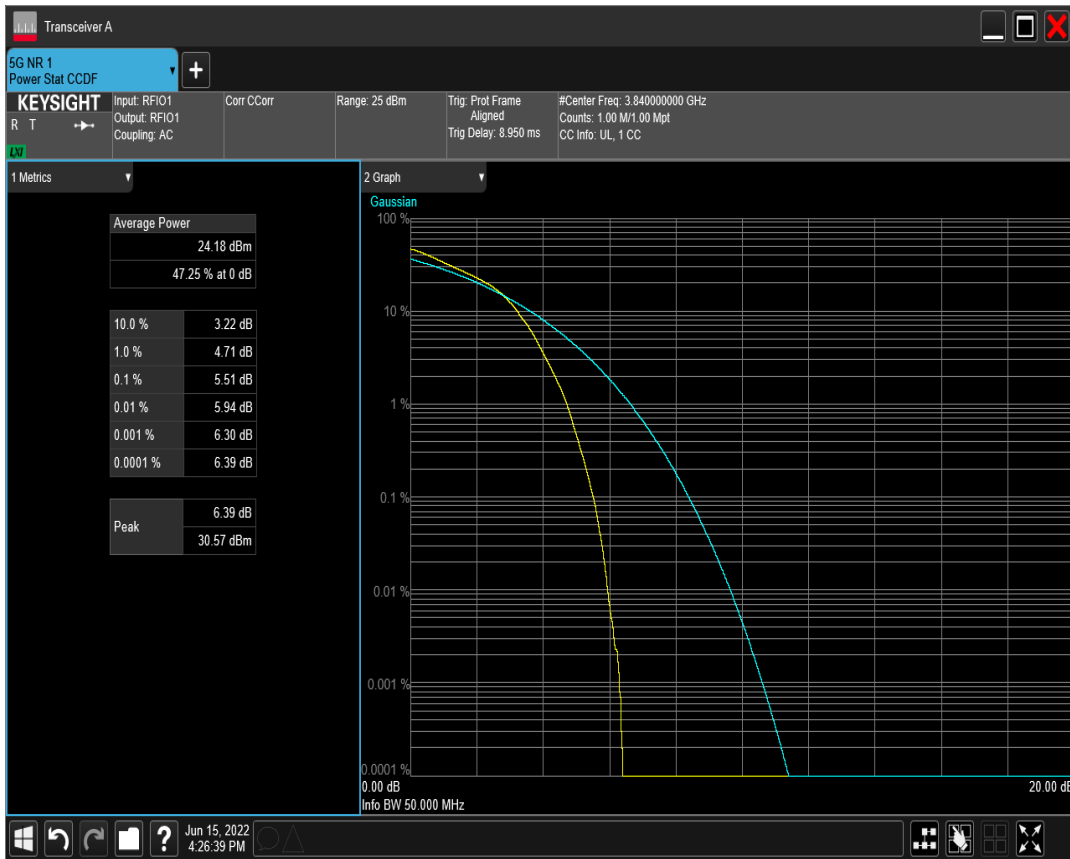 Transceiver A
5G NR 1
Power Stat CCDF
+
KEYSIGHT
R T
LXI
Input: RFIO1
Output: RFIO1
Coupling: AC
Corr CCorr
Range: 25 dBm
Trig: Prot Frame
Aligned
Trig Delay: 8.950 ms
#Center Freq: 3.840000000 GHz
Counts: 1.00 M/1.00 Mpt
CC Info: UL, 1 CC
1 Metrics
Average Power
24.18 dBm
47.25 % at 0 dB
10.0 % 3.22 dB
1.0 % 4.71 dB
0.1 % 5.51 dB
0.01 % 5.94 dB
0.001 % 6.30 dB
0.0001 % 6.39 dB
Peak
6.39 dB
30.57 dBm
2 Graph
Gaussian
100 %
10 %
1 %
0.1 %
0.01 %
0.001 %
0.0001 %
0.00 dB
20.00 dB
Info BW 50.000 MHz
?
Jun 15, 2022
4:26:39 PM